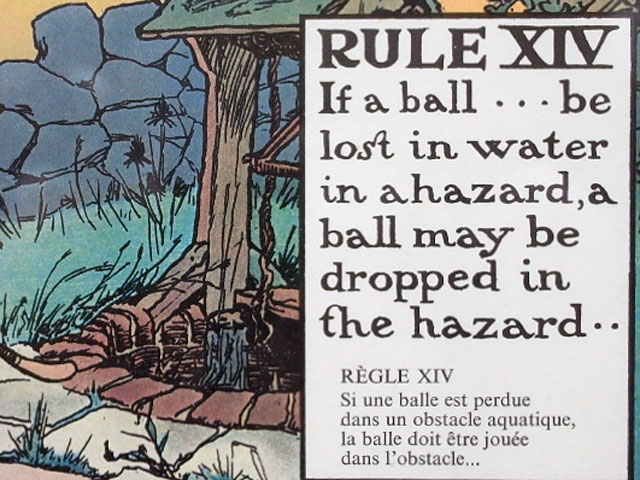 RULE XIV
If a ball ... be
lost in water
in a hazard, a
ball may be
dropped in
the hazard..
RÈGLE XIV
Si une balle est perdue
dans un obstacle aquatique,
la balle doit être jouée
dans l'obstacle...